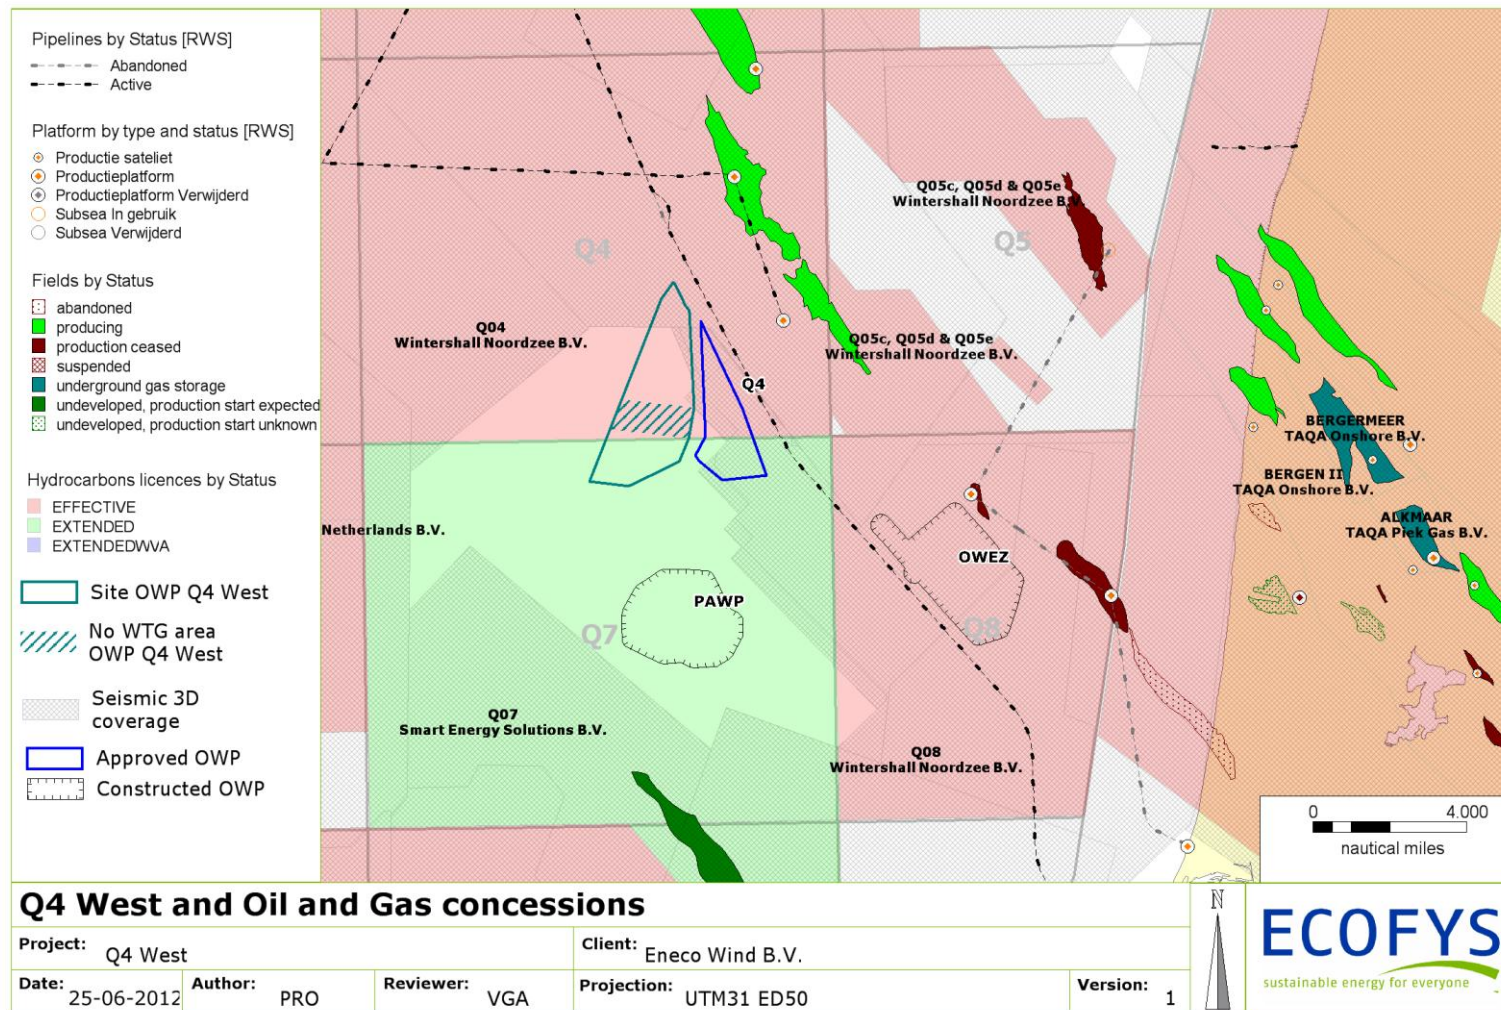 Pipelines by Status [RWS]
Abandoned
Active
Platform by type and status [RWS]
Productie sateliet
Productieplatform
Productieplatform Verwijderd
Subsea In gebruik
Subsea Verwijderd
Fields by Status
abandoned
producing
production ceased
suspended
underground gas storage
undeveloped, production start expected
undeveloped, production start unknown
Hydrocarbons licences by Status
EFFECTIVE
EXTENDED
EXTENDEDWVA
Site OWP Q4 West
No WTG area
OWP Q4 West
Seismic 3D
coverage
Approved OWP
Constructed OWP
Q05c, Q05d & Q05e
Wintershall Noordzee B.V.
Q4
Q5
Q04
Wintershall Noordzee B.V.
Q05c, Q05d & Q05e
Wintershall Noordzee B.V.
Q4
BERGERMEER
TAQA Onshore B.V.
BERGEN II
TAQA Onshore B.V.
ALKMAAR
TAQA Piek Gas B.V.
Netherlands B.V.
OWEZ
PAWP
Q7
Q8
Q07
Smart Energy Solutions B.V.
Q08
Wintershall Noordzee B.V.
0 4.000
nautical miles
Q4 West and Oil and Gas concessions
Project: Q4 West
Client: Eneco Wind B.V.
Date: 25-06-2012
Author: PRO
Reviewer: VGA
Projection: UTM31 ED50
Version: 1
N
ECOFYS
sustainable energy for everyone